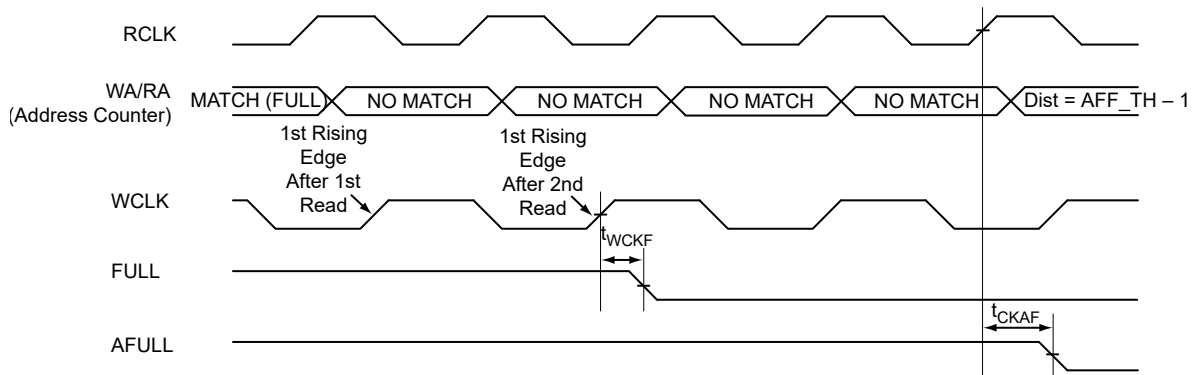 RCLK
WA/RA
(Address Counter)
MATCH (FULL)
NO MATCH
NO MATCH
NO MATCH
NO MATCH
Dist = AFF_TH – 1
1st Rising
Edge
After 1st
Read
1st Rising
Edge
After 2nd
Read
WCLK
tWCKF
FULL
tCKAF
AFULL